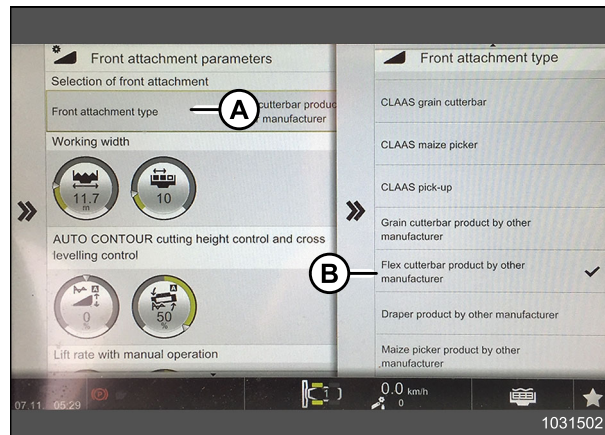 Front attachment parameters
Selection of front attachment
Front attachment type
A
cutterbar produc
manufacturer
Working width
11.7
m
10
AUTO CONTOUR cutting height control and cross
levelling control
A
0
%
A
50
%
Lift rate with manual operation
Front attachment type
CLAAS grain cutterbar
CLAAS maize picker
CLAAS pick-up
Grain cutterbar product by other
manufacturer
B
Flex cutterbar product by other
manufacturer
Draper product by other manufacturer
Maize picker product by other
manufacturer
07.11. 05:29
P
1
0.0 km/h
0
1031502